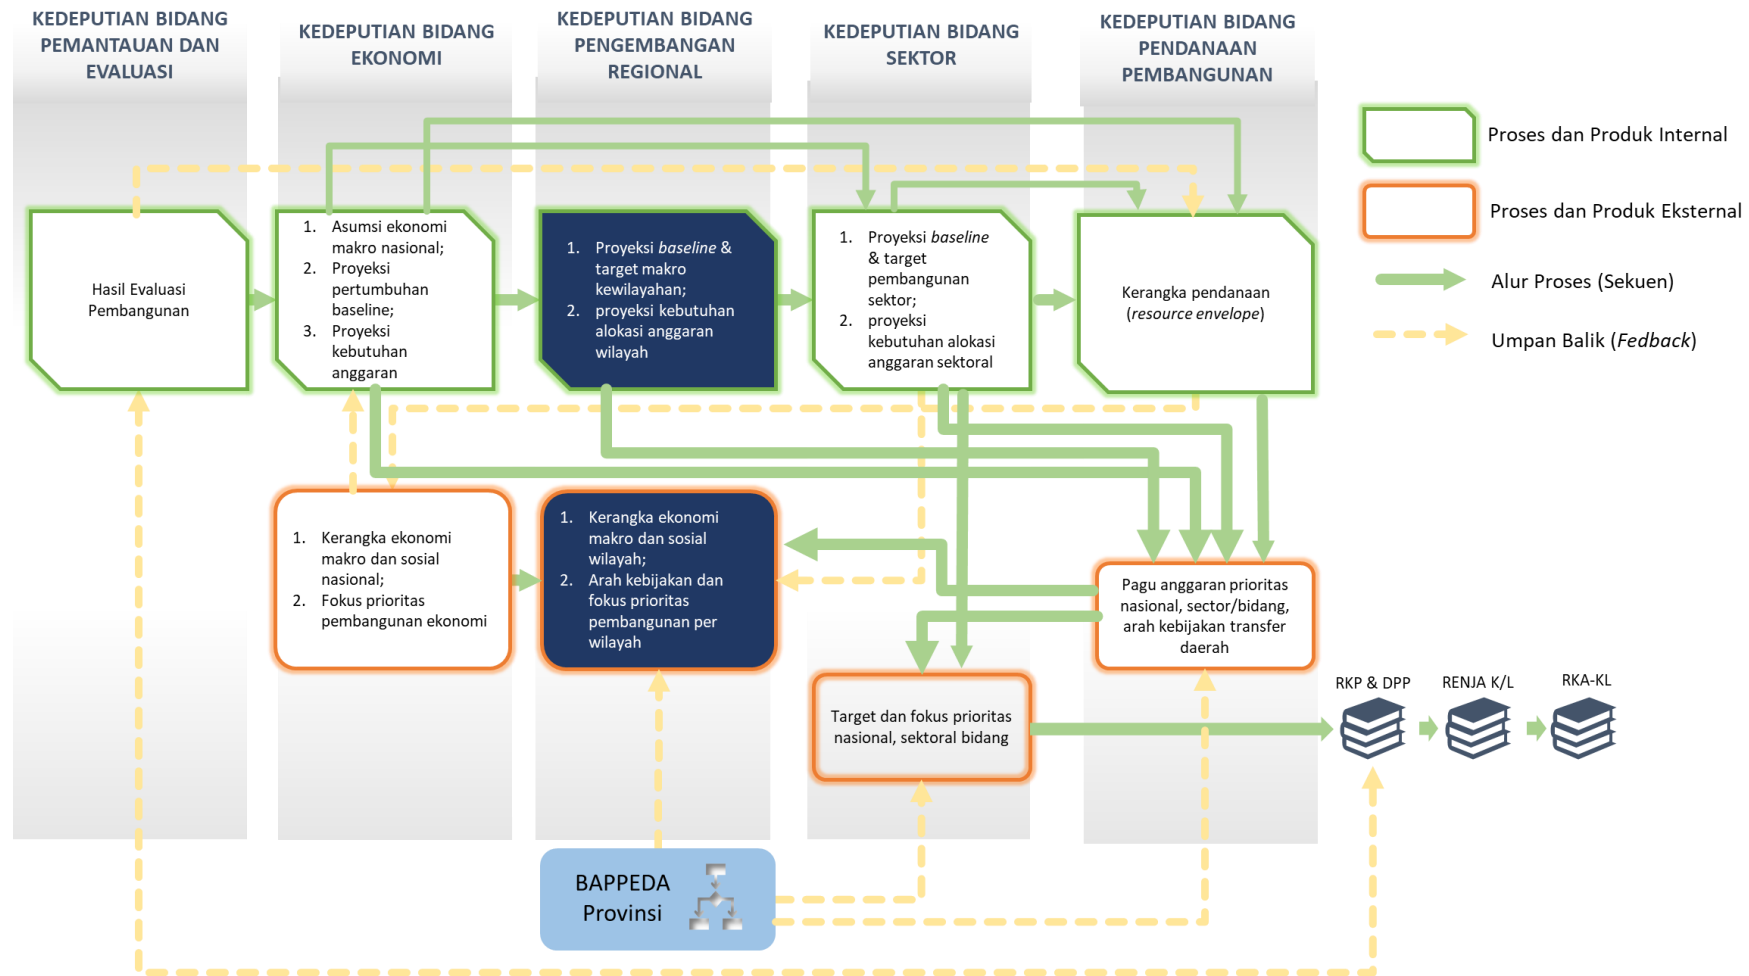 KEDEPUTIAN BIDANG
PEMANTAUAN DAN
EVALUASI
KEDEPUTIAN BIDANG
EKONOMI
KEDEPUTIAN BIDANG
PENGEMBANGAN
REGIONAL
KEDEPUTIAN BIDANG
SEKTOR
KEDEPUTIAN BIDANG
PENDANAAN
PEMBANGUNAN
Hasil Evaluasi
Pembangunan
1. Asumsi ekonomi
makro nasional;
2. Proyeksi
pertumbuhan
baseline;
3. Proyeksi
kebutuhan
anggaran
1. Proyeksi baseline &
target makro
kewilayahan;
2. proyeksi kebutuhan
alokasi anggaran
wilayah
1. Proyeksi baseline
& target
pembangunan
sektor;
2. proyeksi
kebutuhan alokasi
anggaran sektoral
Kerangka pendanaan
(resource envelope)
Proses dan Produk Internal
Proses dan Produk Eksternal
Alur Proses (Sekuen)
Umpan Balik (Fedback)
1. Kerangka ekonomi
makro dan sosial
nasional;
2. Fokus prioritas
pembangunan ekonomi
1. Kerangka ekonomi
makro dan sosial
wilayah;
2. Arah kebijakan dan
fokus prioritas
pembangunan per
wilayah
Pagu anggaran prioritas
nasional, sector/bidang,
arah kebijakan transfer
daerah
Target dan fokus prioritas
nasional, sektoral bidang
RKP & DPP
RENJA K/L
RKA-KL
BAPPEDA
Provinsi